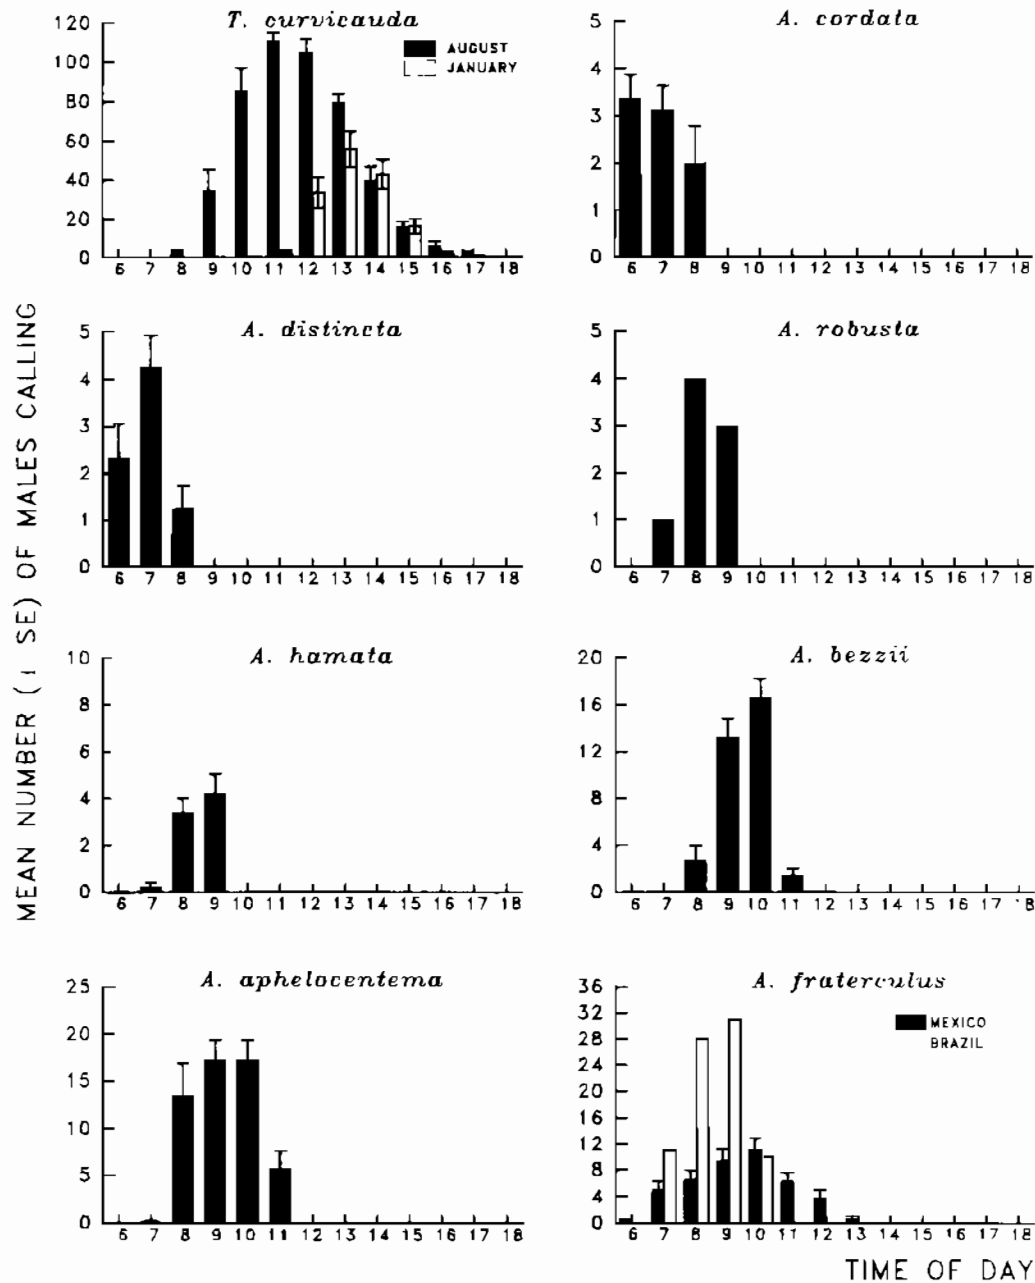 T. curvicauda
120
100
80
60
40
20
0
6 7 8 9 10 11 12 13 14 15 16 17 18
AUGUST
JANUARY
A. cordata
5
4
3
2
1
0
6 7 8 9 10 11 12 13 14 15 16 17 18
A. distincta
5
4
3
2
1
0
6 7 8 9 10 11 12 13 14 15 16 17 18
A. robusta
5
4
3
2
1
0
6 7 8 9 10 11 12 13 14 15 16 17 18
A. hamata
10
8
6
4
2
0
6 7 8 9 10 11 12 13 14 15 16 17 18
A. bezzii
20
16
12
8
4
0
6 7 8 9 10 11 12 13 14 15 16 17 18
A. aphelocentema
25
20
15
10
5
0
6 7 8 9 10 11 12 13 14 15 16 17 18
A. fraterculus
36
32
28
24
20
16
12
8
4
0
6 7 8 9 10 11 12 13 14 15 16 17 18
MEXICO
BRAZIL
MEAN NUMBER ( SE) OF MALES CALLING
TIME OF DAY